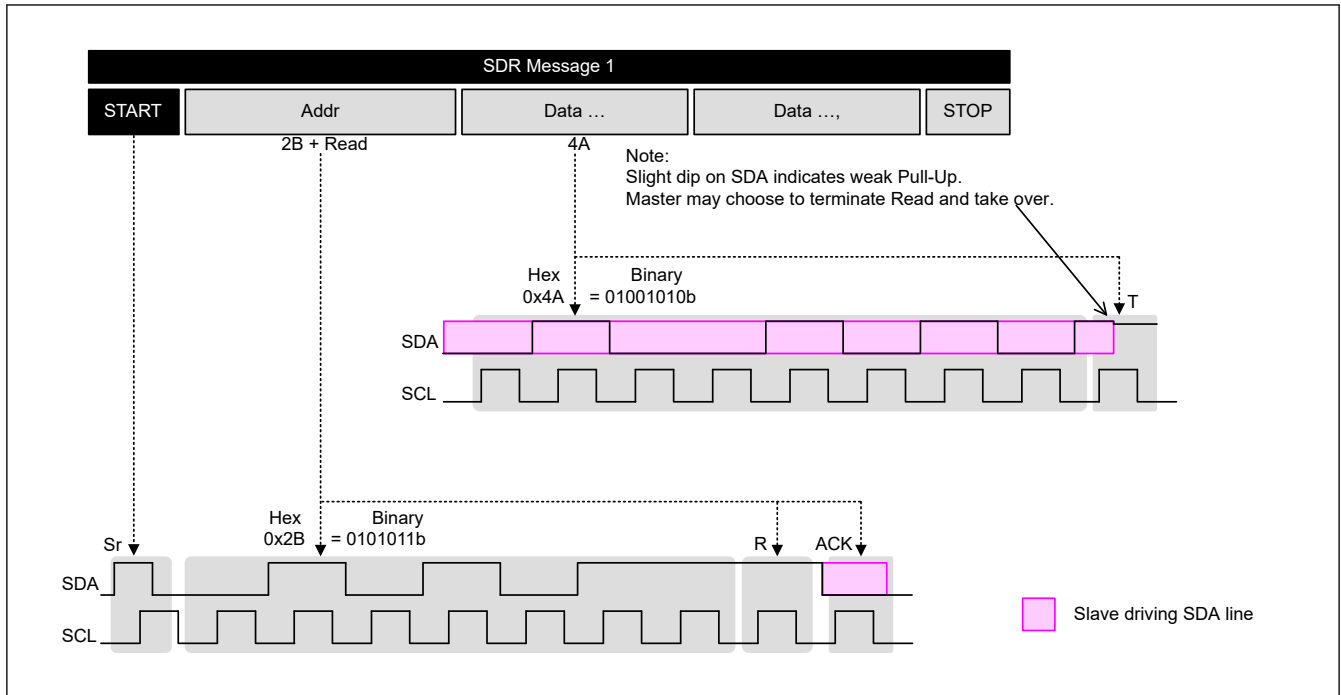 SDR Message 1
START
Addr
Data …
Data …,
STOP
2B + Read
4A
Note:
Slight dip on SDA indicates weak Pull-Up.
Master may choose to terminate Read and take over.
Hex
Binary
0x4A
= 01001010b
T
SDA
SCL
Hex
Binary
0x2B
= 0101011b
Sr
R
ACK
SDA
SCL
Slave driving SDA line